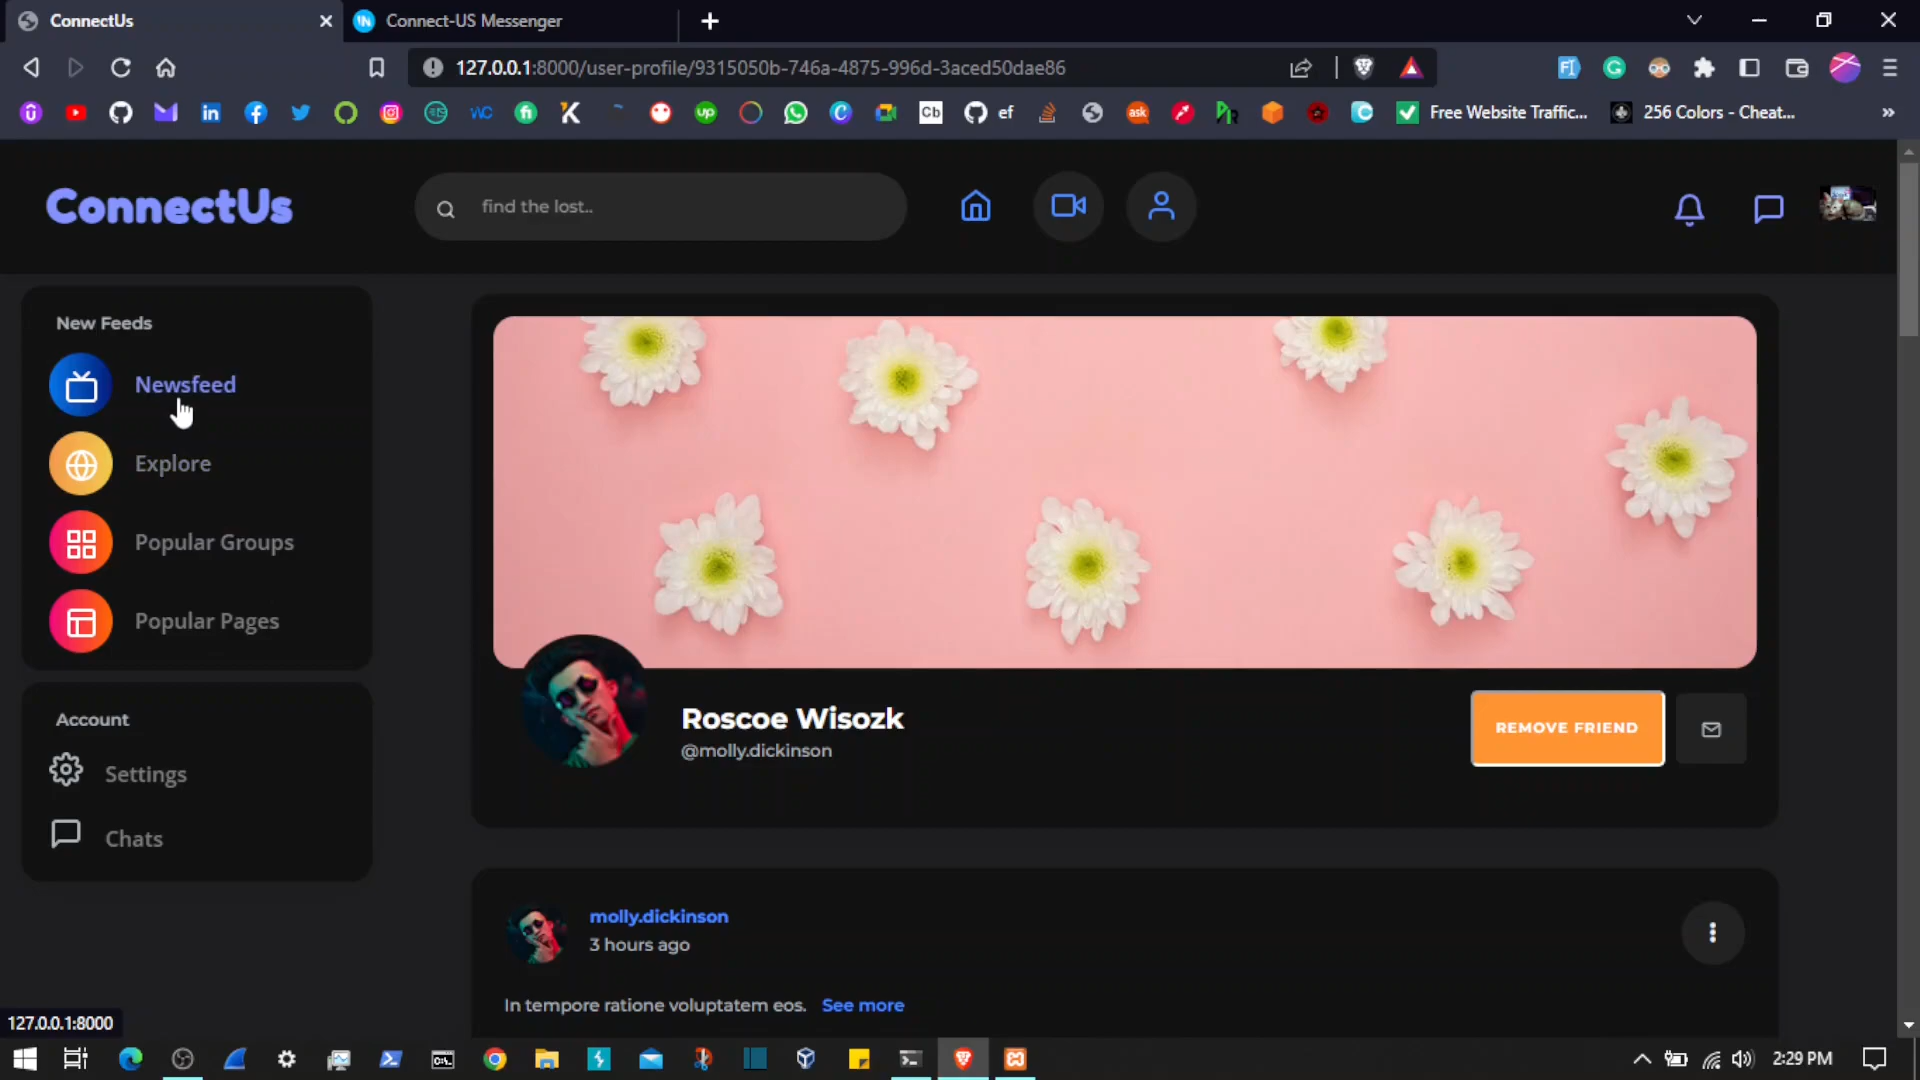 ConnectUs
Connect-US Messenger
127.0.0.1:8000/user-profile/9315050b-746a-4875-996d-3aced50dae86
ef
Free Website Traffic...
256 Colors - Cheat...
ConnectUs
find the lost..
New Feeds
Newsfeed
Explore
Popular Groups
Popular Pages
Account
Settings
Chats
Roscoe Wisozk
@molly.dickinson
REMOVE FRIEND
molly.dickinson
3 hours ago
In tempore ratione voluptatem eos. See more
127.0.0.1:8000
2:29 PM